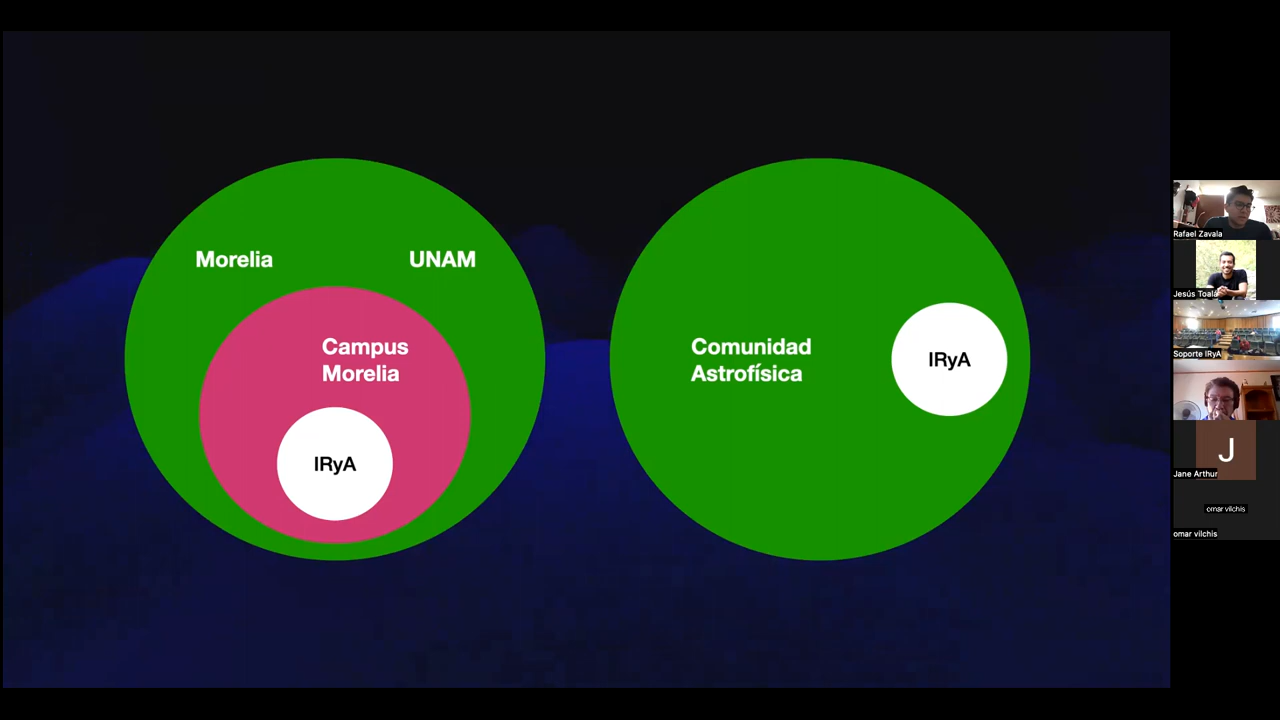 Morelia
UNAM
Campus
Morelia
IRyA
Comunidad
Astrofísica
IRyA
Rafael Zavala
Jesús Toalá
Soporte IRyA
J
Jane Arthur
omar vilchis
omar vilchis